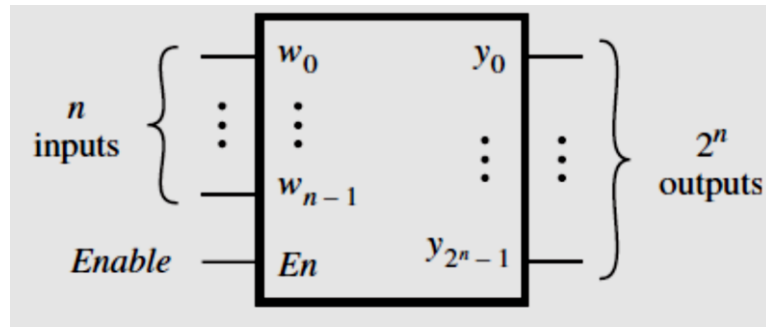 w₀ y₀
n
inputs
2ⁿ
outputs
wₙ₋₁
Enable En y₂ⁿ₋₁